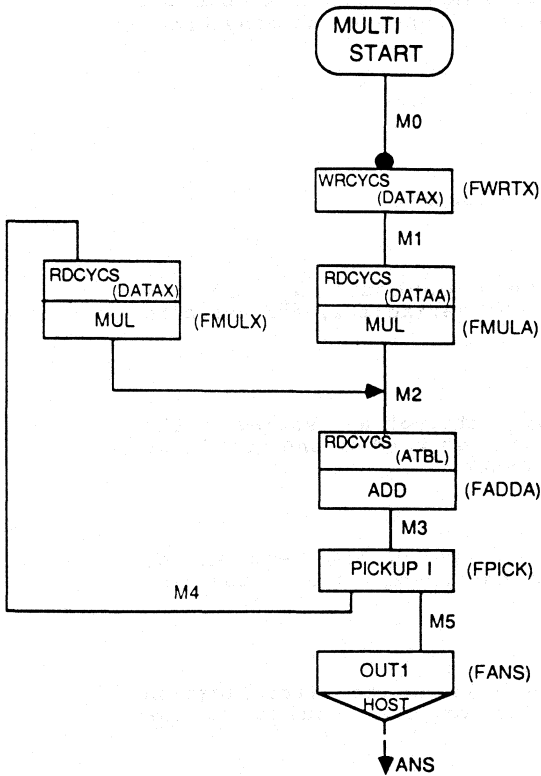 MULTI
START
M0
WRCYCS
(DATAX)
(FWRTX)
M1
RDCYCS
(DATAX)
MUL
(FMULX)
RDCYCS
(DATAA)
MUL
(FMULA)
M2
RDCYCS
(ATBL)
ADD
(FADDA)
M3
PICKUP I
(FPICK)
M4
M5
OUT1
(FANS)
HOST
ANS